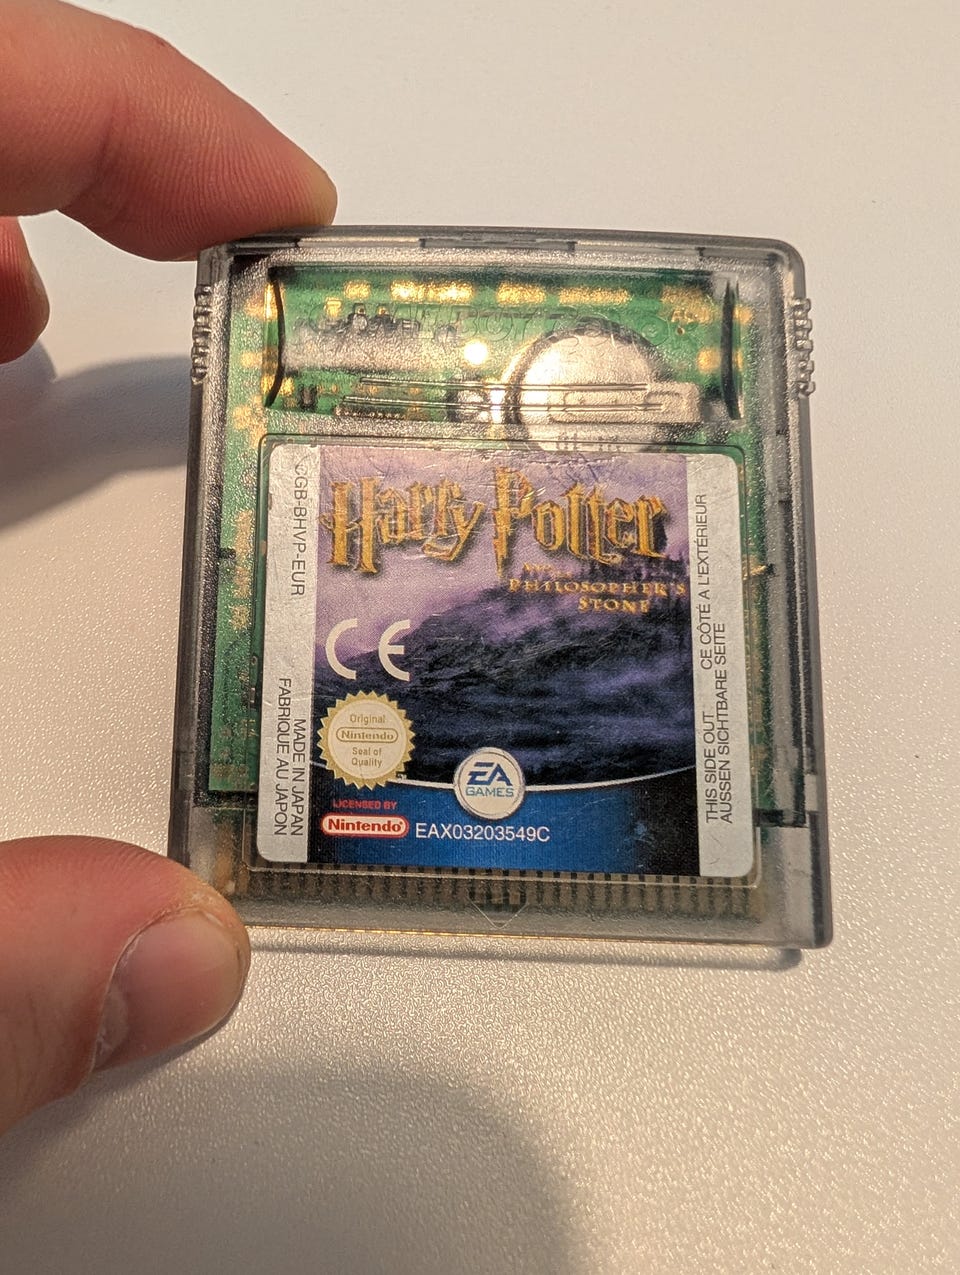 GAME BOY COLOR
CGB-BHVP-EUR
Harry Potter
AND THE
PHILOSOPHER'S
STONE
CE
Original
Nintendo
Seal of
Quality
TM
EA
GAMES
LICENSED BY
Nintendo®
EAX03203549C
MADE IN JAPAN
FABRIQUE AU JAPON
THIS SIDE OUT CE CÔTÉ A L'EXTÉRIEUR
AUSSEN SICHTBARE SEITE